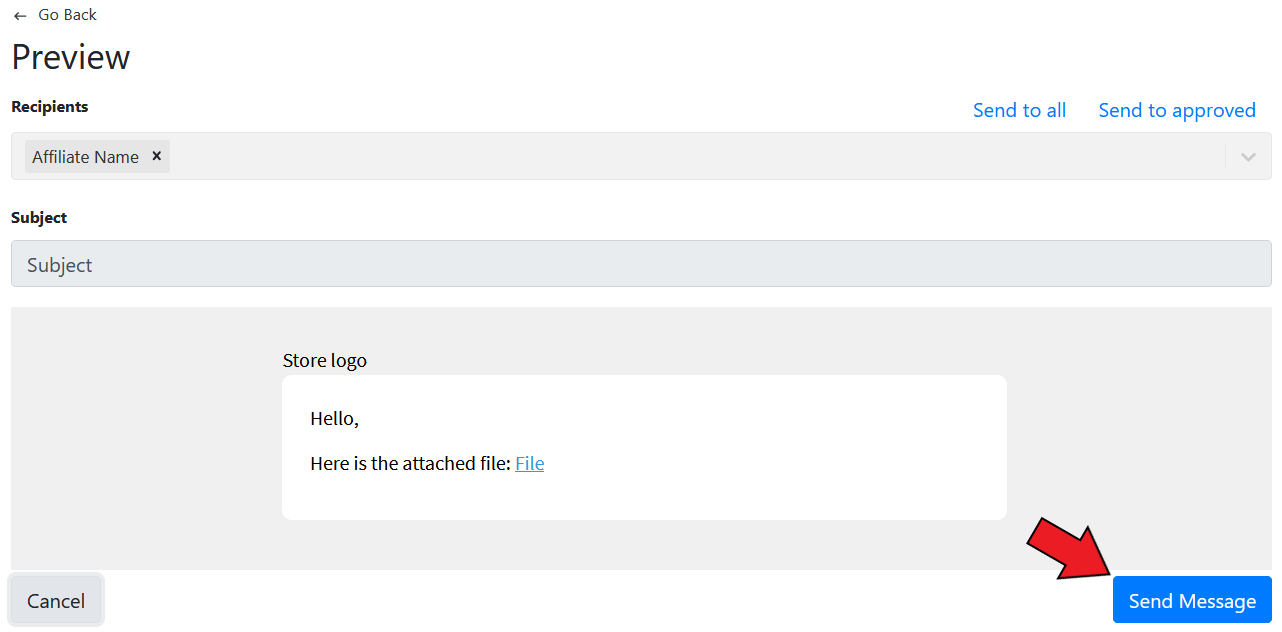 ← Go Back
Preview
Recipients
Send to all Send to approved
Affiliate Name ×
Subject
Subject
Store logo
Hello,
Here is the attached file: File
Cancel
Send Message